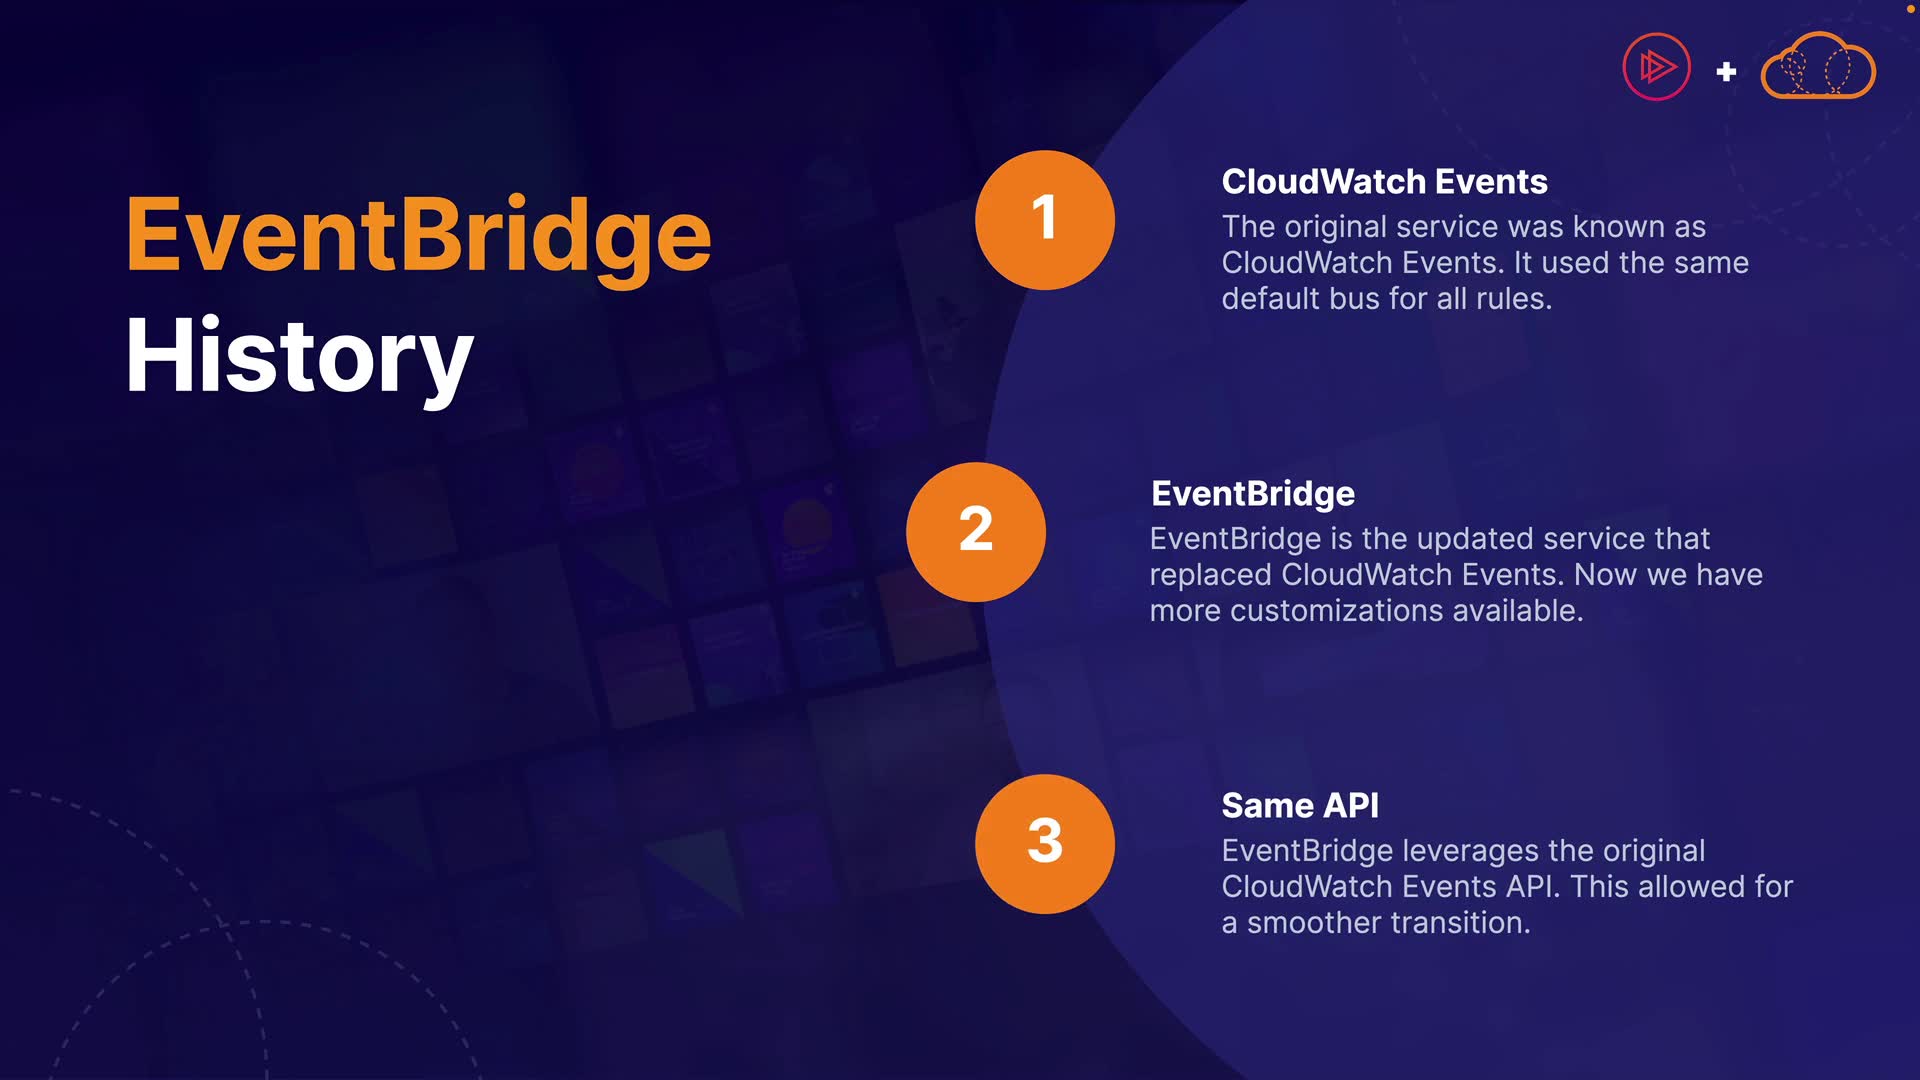 EventBridge
History
1
CloudWatch Events
The original service was known as
CloudWatch Events. It used the same
default bus for all rules.
2
EventBridge
EventBridge is the updated service that
replaced CloudWatch Events. Now we have
more customizations available.
3
Same API
EventBridge leverages the original
CloudWatch Events API. This allowed for
a smoother transition.